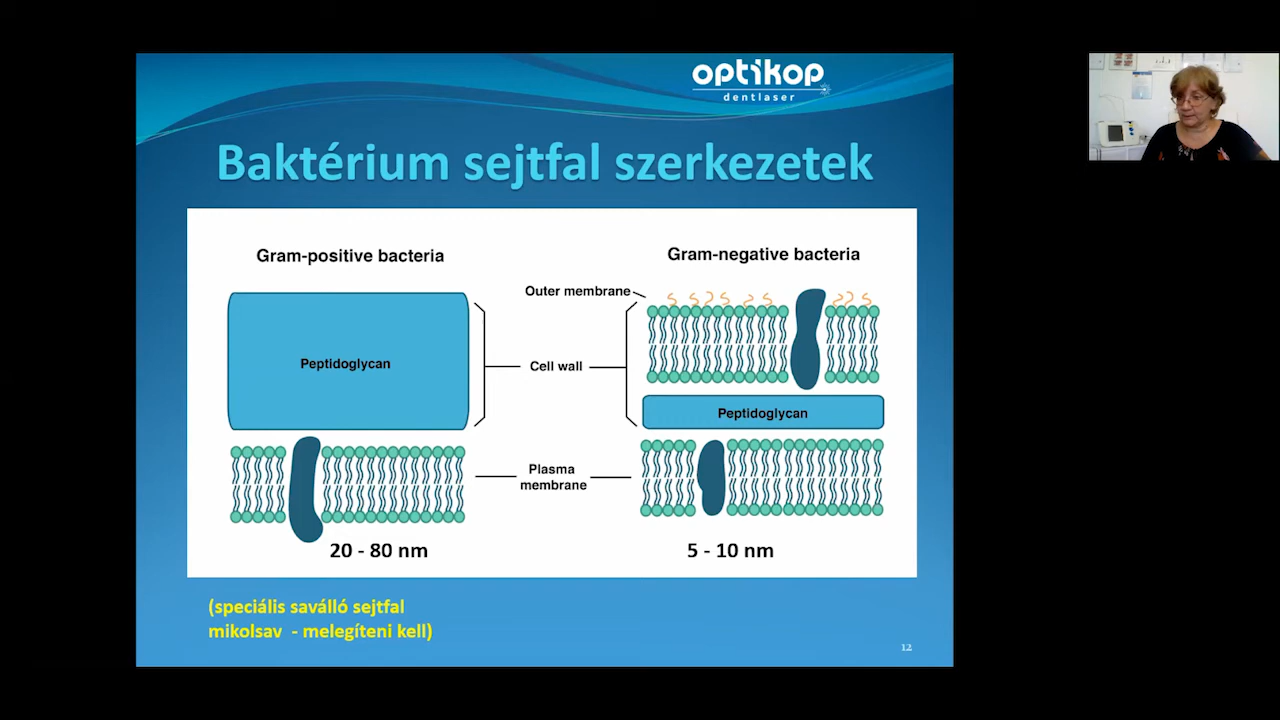 optikop
dentlaser
Baktérium sejtfal szerkezetek
Gram-positive bacteria
Gram-negative bacteria
Outer membrane
Peptidoglycan
Cell wall
Peptidoglycan
Plasma
membrane
20 - 80 nm
5 - 10 nm
(speciális saválló sejtfal
mikolsav - melegíteni kell)
12